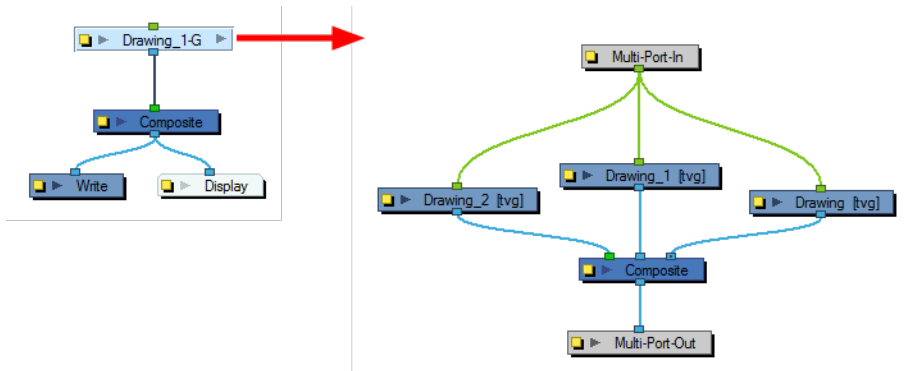 Drawing_1-G
Composite
Write
Display
Multi-Port-In
Drawing_2 [tvg]
Drawing_1 [tvg]
Drawing [tvg]
Composite
Multi-Port-Out